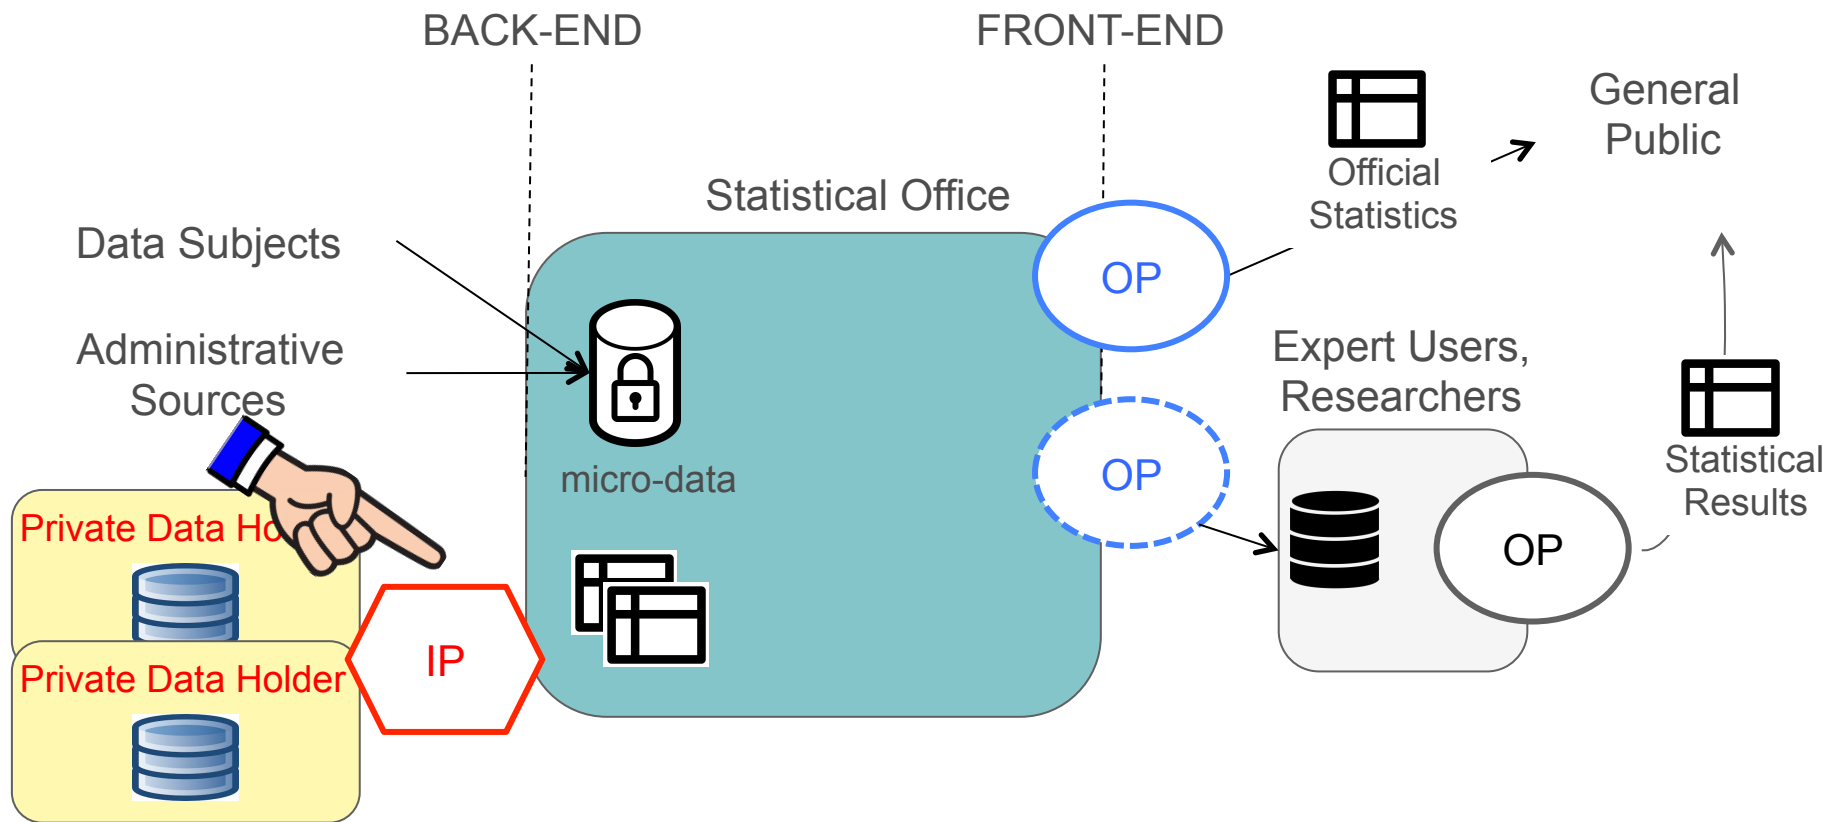 BACK-END
FRONT-END
General
Public
Official
Statistics
Statistical Office
Data Subjects
OP
Administrative
Sources
Expert Users,
Researchers
micro-data
OP
Statistical
Results
Private Data
OP
IP
Private Data Holder